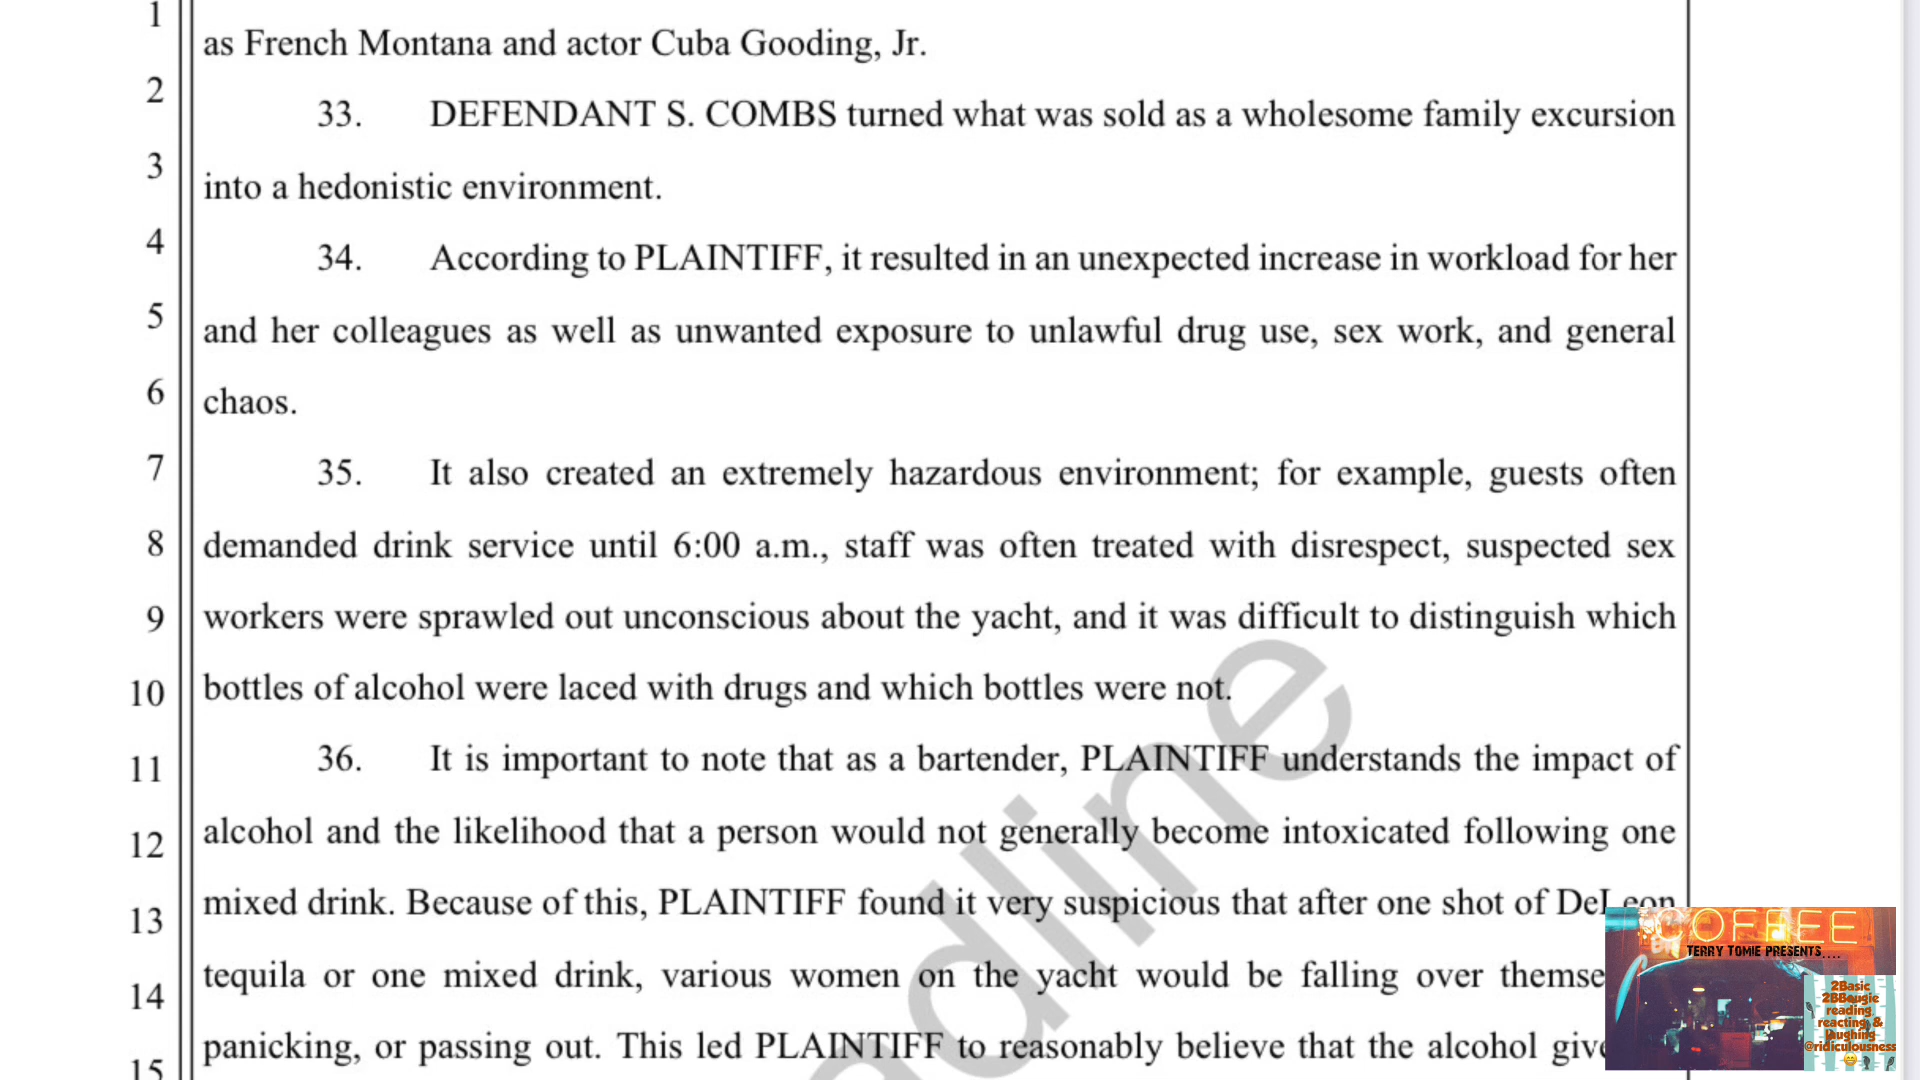 1
as French Montana and actor Cuba Gooding, Jr.
2
33. DEFENDANT S. COMBS turned what was sold as a wholesome family excursion
3
into a hedonistic environment.
4
34. According to PLAINTIFF, it resulted in an unexpected increase in workload for her
5
and her colleagues as well as unwanted exposure to unlawful drug use, sex work, and general
6
chaos.
7
35. It also created an extremely hazardous environment; for example, guests often
8
demanded drink service until 6:00 a.m., staff was often treated with disrespect, suspected sex
9
workers were sprawled out unconscious about the yacht, and it was difficult to distinguish which
10
bottles of alcohol were laced with drugs and which bottles were not.
11
36. It is important to note that as a bartender, PLAINTIFF understands the impact of
12
alcohol and the likelihood that a person would not generally become intoxicated following one
13
mixed drink. Because of this, PLAINTIFF found it very suspicious that after one shot of DeLeon
14
tequila or one mixed drink, various women on the yacht would be falling over themse
15
panicking, or passing out. This led PLAINTIFF to reasonably believe that the alcohol give
adline
COFFEE
TERRY TOMIE PRESENTS....
2Basic
2BBougie
reading
reacting &
laughing
@ridiculousness